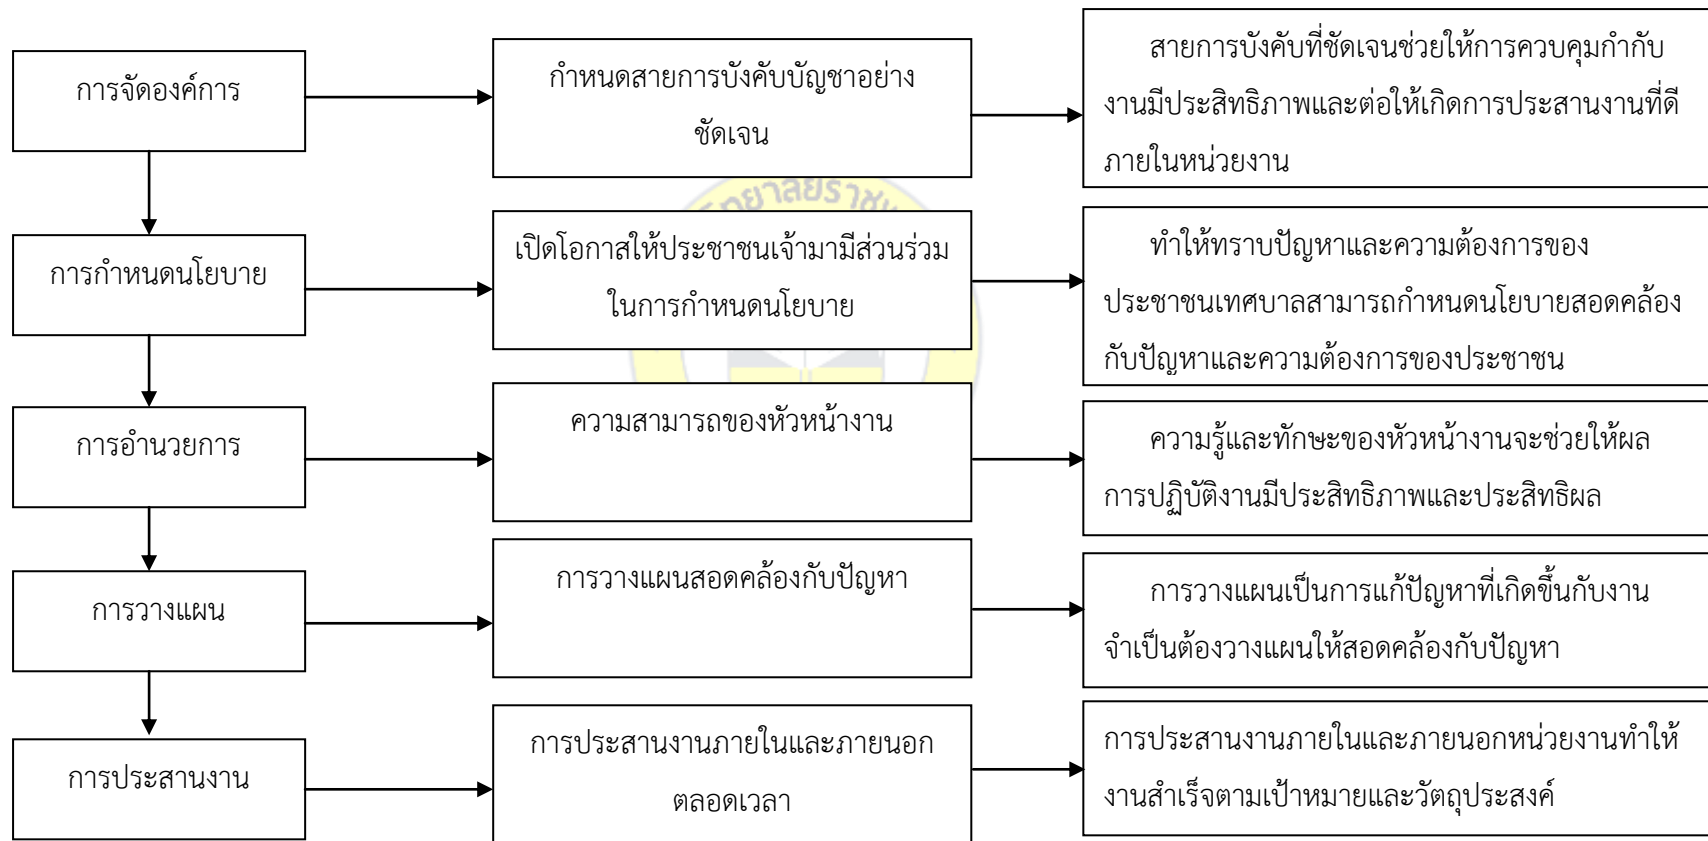 การจัดองค์การ
กำหนดสายการบังคับบัญชาอย่าง
ชัดเจน
สายการบังคับที่ชัดเจนช่วยให้การควบคุมกำกับ
งานมีประสิทธิภาพและต่อให้เกิดการประสานงานที่ดี
ภายในหน่วยงาน
ทยาลัยราช
การกำหนดนโยบาย
เปิดโอกาสให้ประชาชนเจ้ามามีส่วนร่วม
ในการกำหนดนโยบาย
ทำให้ทราบปัญหาและความต้องการของ
ประชาชนเทศบาลสามารถกำหนดนโยบายสอดคล้อง
กับปัญหาและความต้องการของประชาชน
การอำนวยการ
ความสามารถของหัวหน้างาน
ความรู้และทักษะของหัวหน้างานจะช่วยให้ผล
การปฏิบัติงานมีประสิทธิภาพและประสิทธิผล
การวางแผน
การวางแผนสอดคล้องกับปัญหา
การวางแผนเป็นการแก้ปัญหาที่เกิดขึ้นกับงาน
จำเป็นต้องวางแผนให้สอดคล้องกับปัญหา
การประสานงาน
การประสานงานภายในและภายนอก
ตลอดเวลา
การประสานงานภายในและภายนอกหน่วยงานทำให้
งานสำเร็จตามเป้าหมายและวัตถุประสงค์